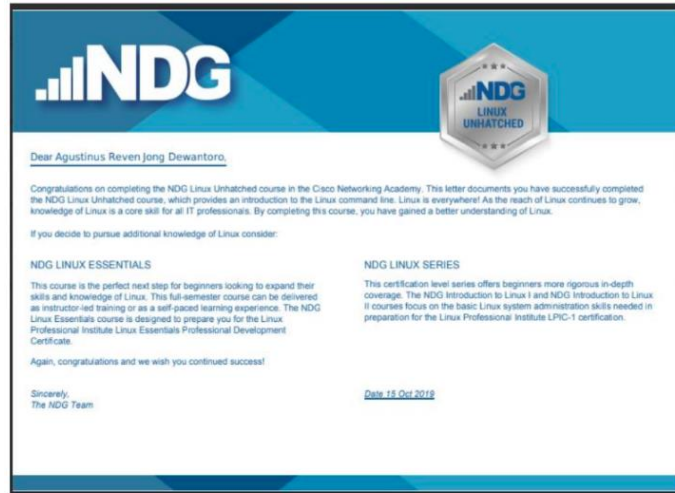 NDG
NDG
LINUX
UNHATCHED
Dear Agustinus Reven Jong Dewantoro,
Congratulations on completing the NDG Linux Unhatched course in the Cisco Networking Academy. This letter documents you have successfully completed
the NDG Linux Unhatched course, which provides an introduction to the Linux command line. Linux is everywhere! As the reach of Linux continues to grow,
knowledge of Linux is a core skill for all IT professionals. By completing this course, you have gained a better understanding of Linux.
If you decide to pursue additional knowledge of Linux consider:
NDG LINUX ESSENTIALS
This course is the perfect next step for beginners looking to expand their
skills and knowledge of Linux. This full-semester course can be delivered
as instructor-led training or as a self-paced learning experience. The NDG
Linux Essentials course is designed to prepare you for the Linux
Professional Institute Linux Essentials Professional Development
Certificate.
Again, congratulations and we wish you continued success!
NDG LINUX SERIES
This certification level series offers beginners more rigorous in-depth
coverage. The NDG Introduction to Linux I and NDG Introduction to Linux
II courses focus on the basic Linux system administration skills needed in
preparation for the Linux Professional Institute LPIC-1 certification.
Sincerely,
The NDG Team
Date 15 Oct 2019